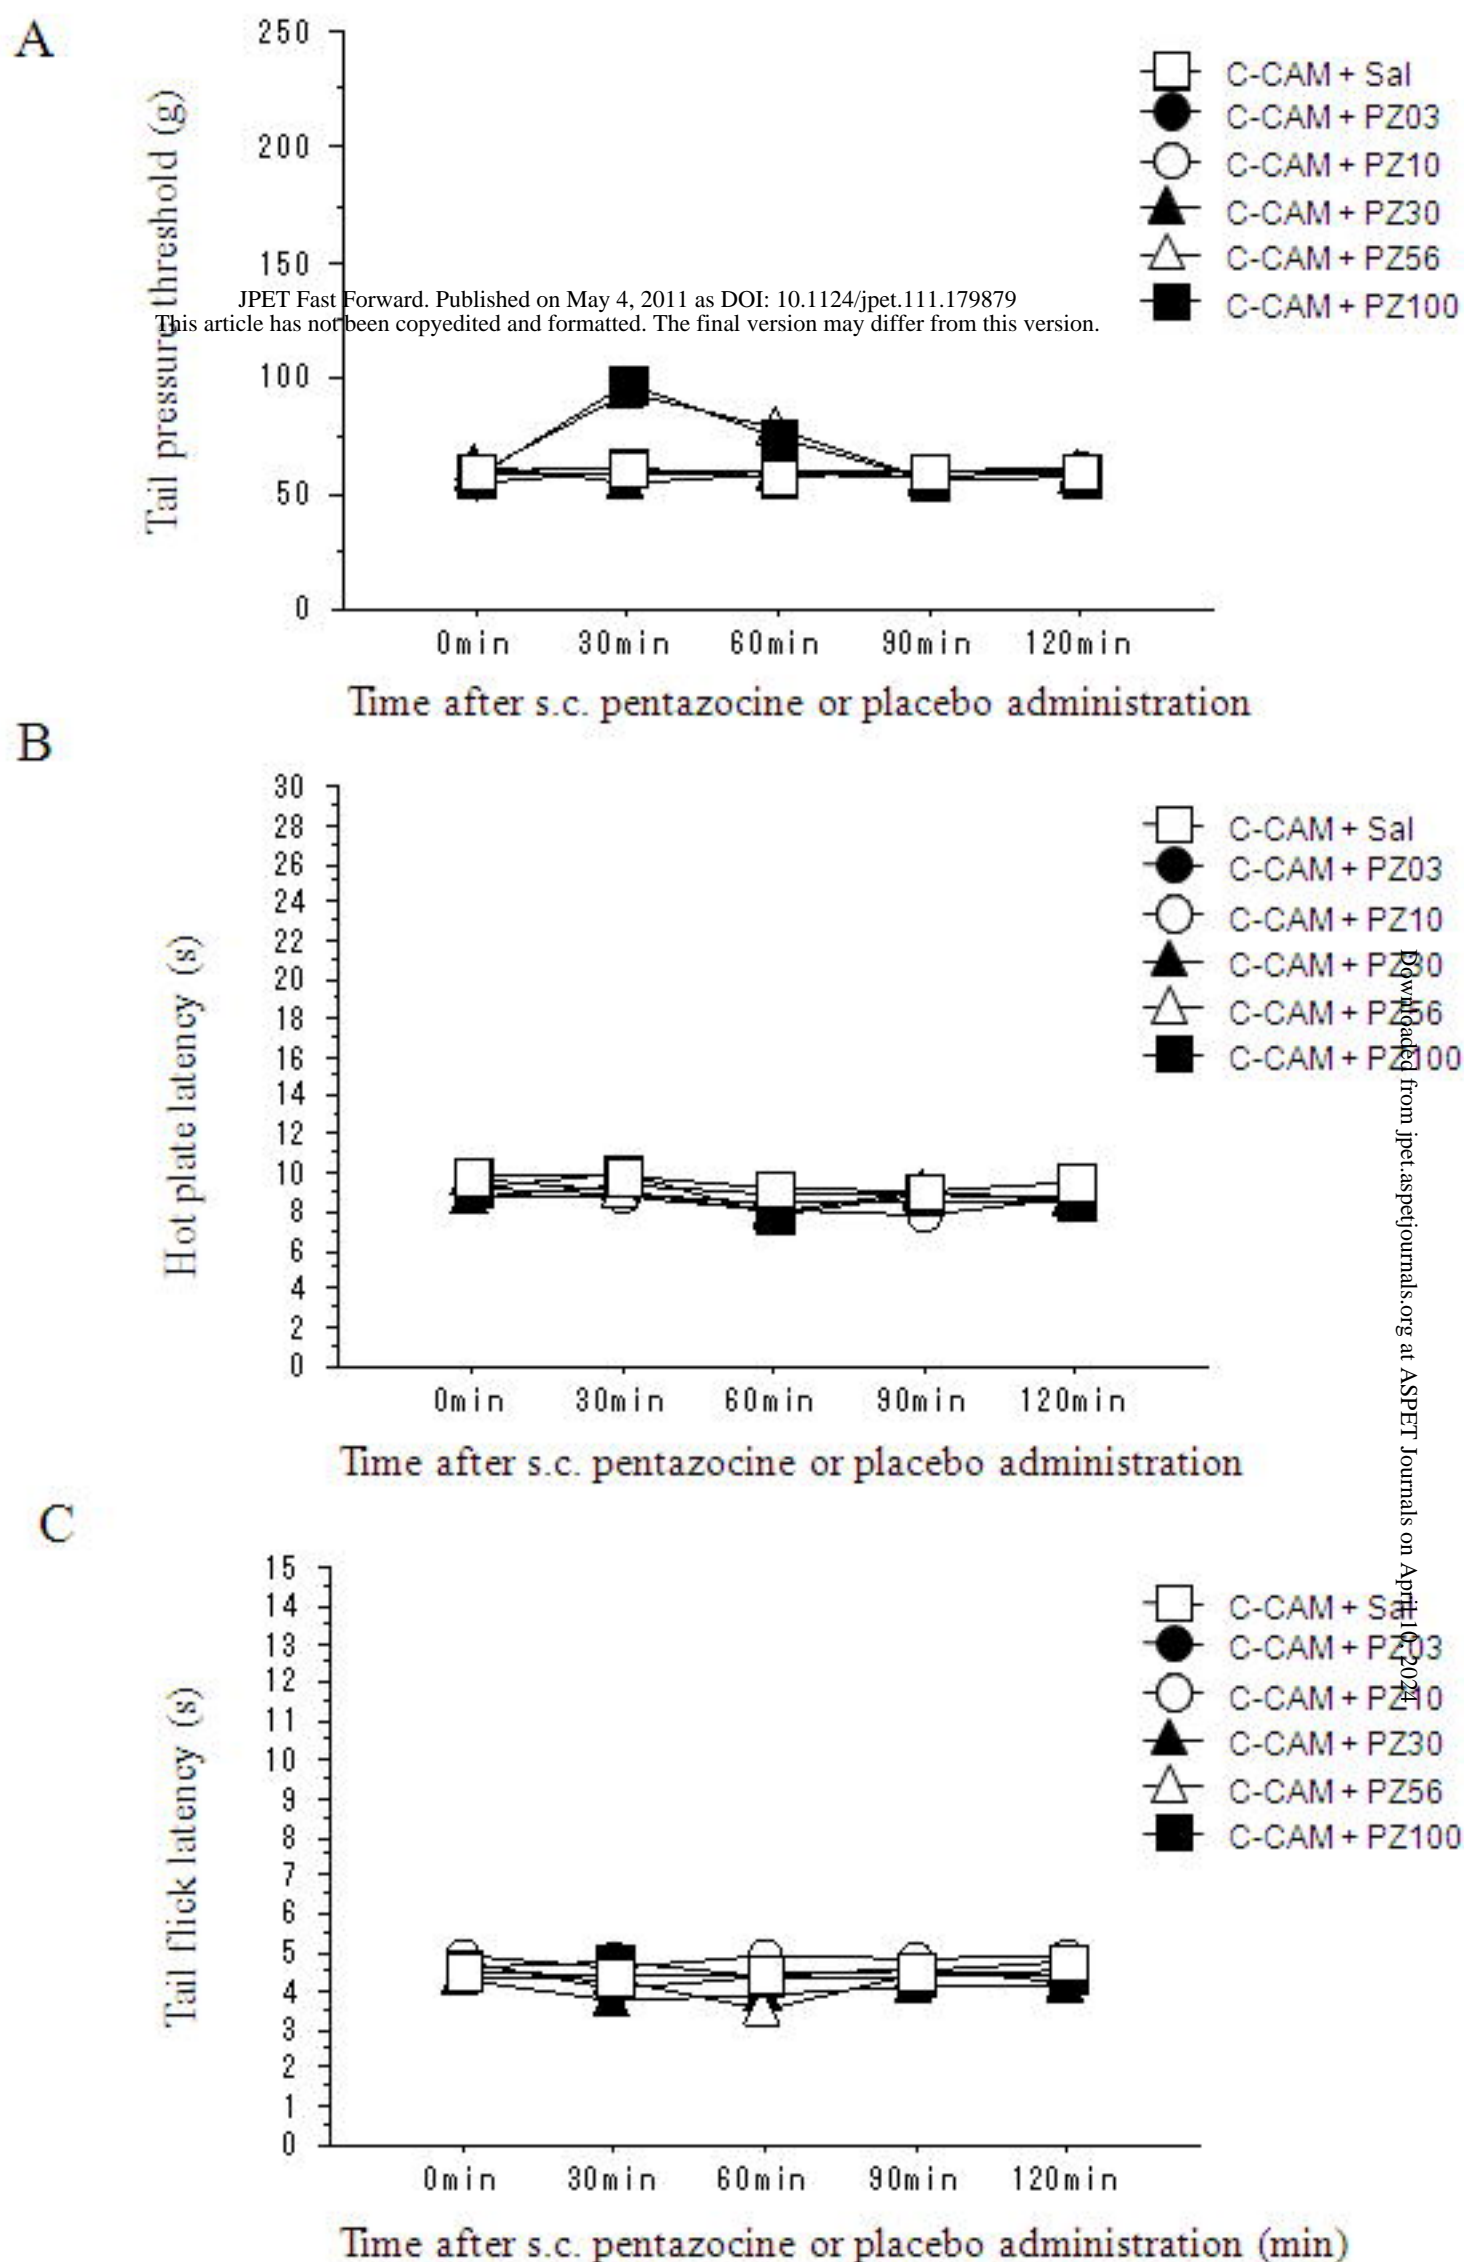 A
250
200
150
100
50
0
Tail pressure threshold (g)
C-CAM + Sal
C-CAM + PZ03
C-CAM + PZ10
C-CAM + PZ30
C-CAM + PZ56
C-CAM + PZ100
JPET Fast Forward. Published on May 4, 2011 as DOI: 10.1124/jpet.111.179879
This article has not been copyedited and formatted. The final version may differ from this version.
0min 30min 60min 90min 120min
Time after s.c. pentazocine or placebo administration
B
30
28
26
24
22
20
18
16
14
12
10
8
6
4
2
0
Hot plate latency (s)
C-CAM + Sal
C-CAM + PZ03
C-CAM + PZ10
C-CAM + PZ30
C-CAM + PZ56
C-CAM + PZ100
0min 30min 60min 90min 120min
Time after s.c. pentazocine or placebo administration
Downloaded from jpet.aspetjournals.org at ASPET Journals on April 10, 2024
C
15
14
13
12
11
10
9
8
7
6
5
4
3
2
1
0
Tail flick latency (s)
C-CAM + Sal
C-CAM + PZ03
C-CAM + PZ10
C-CAM + PZ30
C-CAM + PZ56
C-CAM + PZ100
0min 30min 60min 90min 120min
Time after s.c. pentazocine or placebo administration (min)